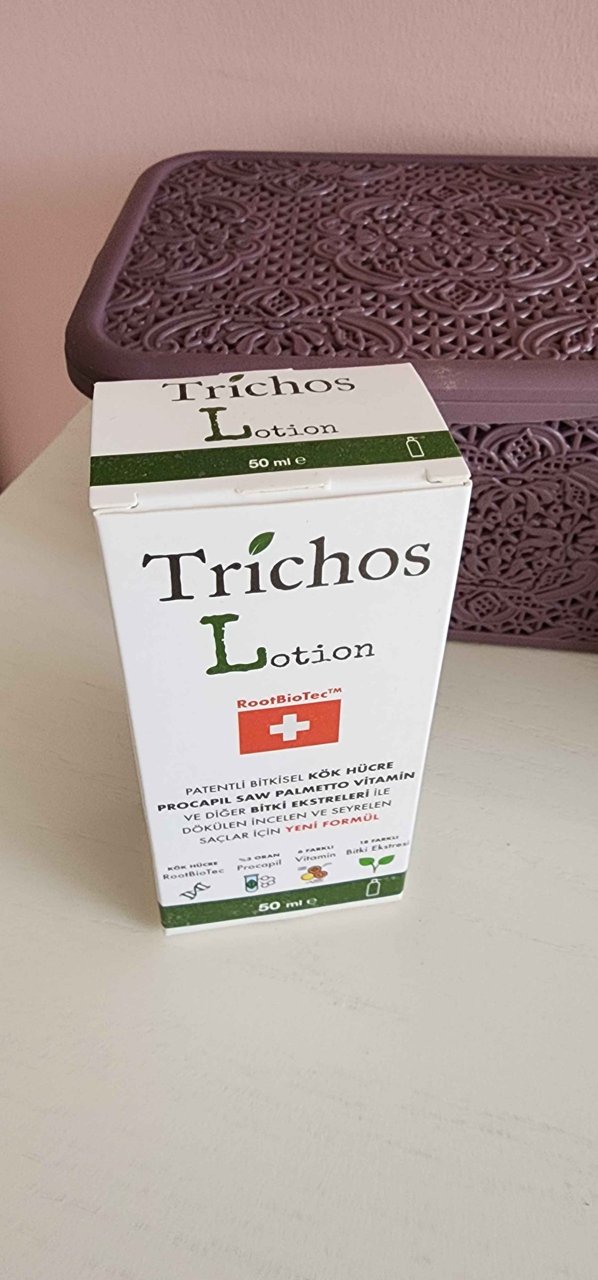 Trichos
Lotion
50 ml e
Trichos
Lotion
RootBioTec™
PATENTLİ BİTKİSEL KÖK HÜCRE
PROCAPIL SAW PALMETTO VİTAMİN
VE DİĞER BİTKİ EKSTRELERİ İLE
DÖKÜLEN İNCELEN VE SEYRELEN
SAÇLAR İÇİN YENİ FORMÜL
KÖK HÜCRE
RootBioTec
%3 ORAN
Procapil
6 FARKLI
Vitamin
18 FARKLI
Bitki Ekstresi
50 ml e